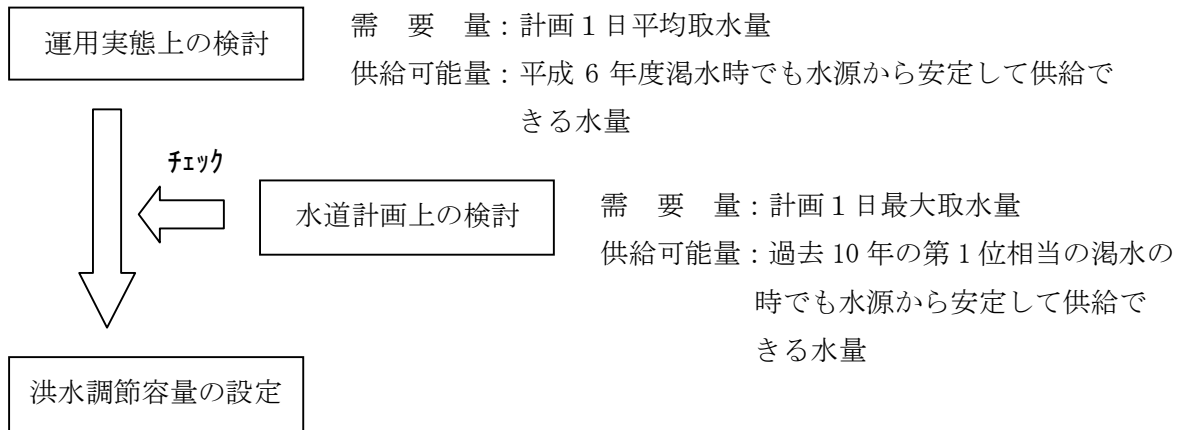 運用実態上の検討
需　要　量：計画１日平均取水量
供給可能量：平成 6 年度渇水時でも水源から安定して供給で
きる水量
ﾁｪｯｸ
水道計画上の検討
需　要　量：計画１日最大取水量
供給可能量：過去 10 年の第 1 位相当の渇水の
時でも水源から安定して供給で
きる水量
洪水調節容量の設定